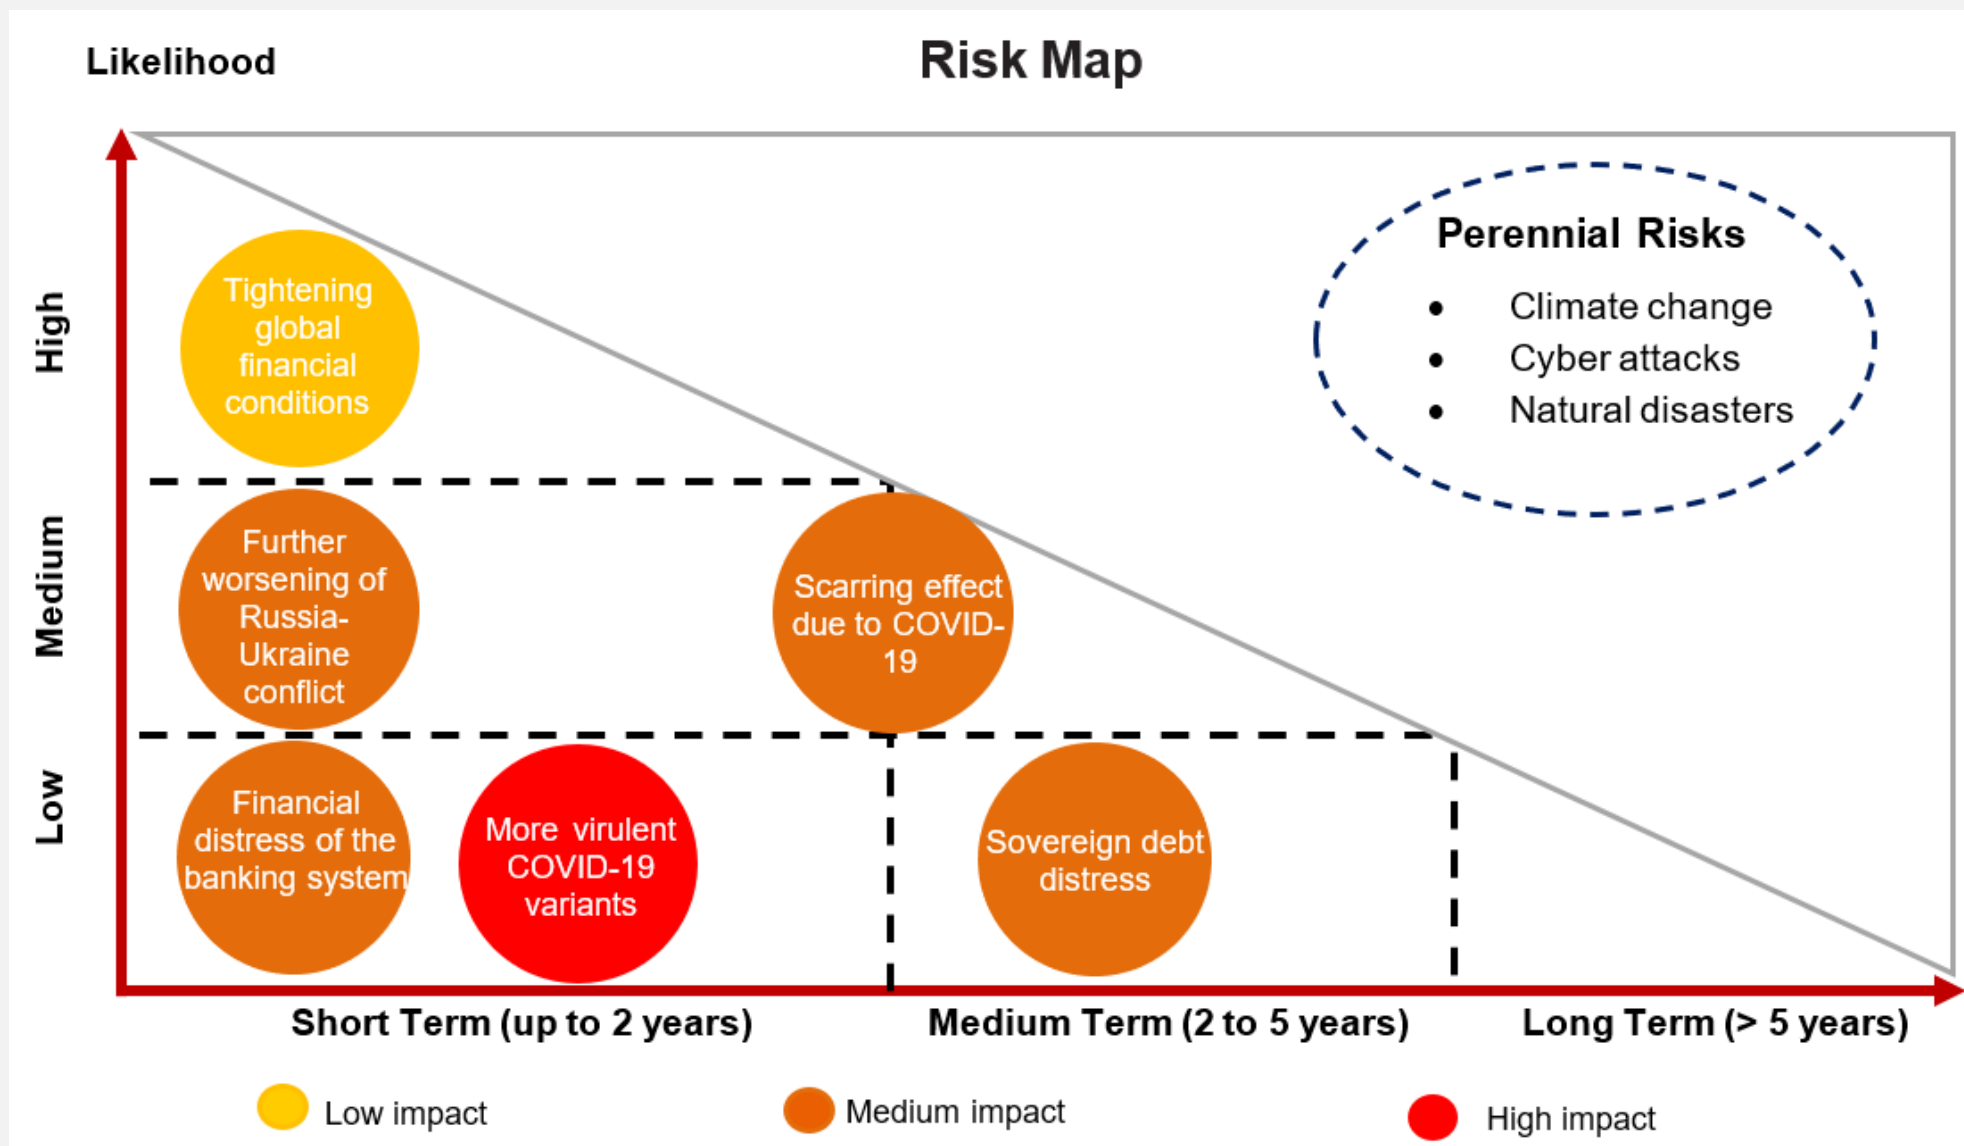 Likelihood
Risk Map
High
Medium
Low
Tightening
global
financial
conditions
Perennial Risks
• Climate change
• Cyber attacks
• Natural disasters
Further
worsening of
Russia-
Ukraine
conflict
Scarring effect
due to COVID-
19
Financial
distress of the
banking system
More virulent
COVID-19
variants
Sovereign debt
distress
Short Term (up to 2 years)
Medium Term (2 to 5 years)
Long Term (> 5 years)
Low impact
Medium impact
High impact